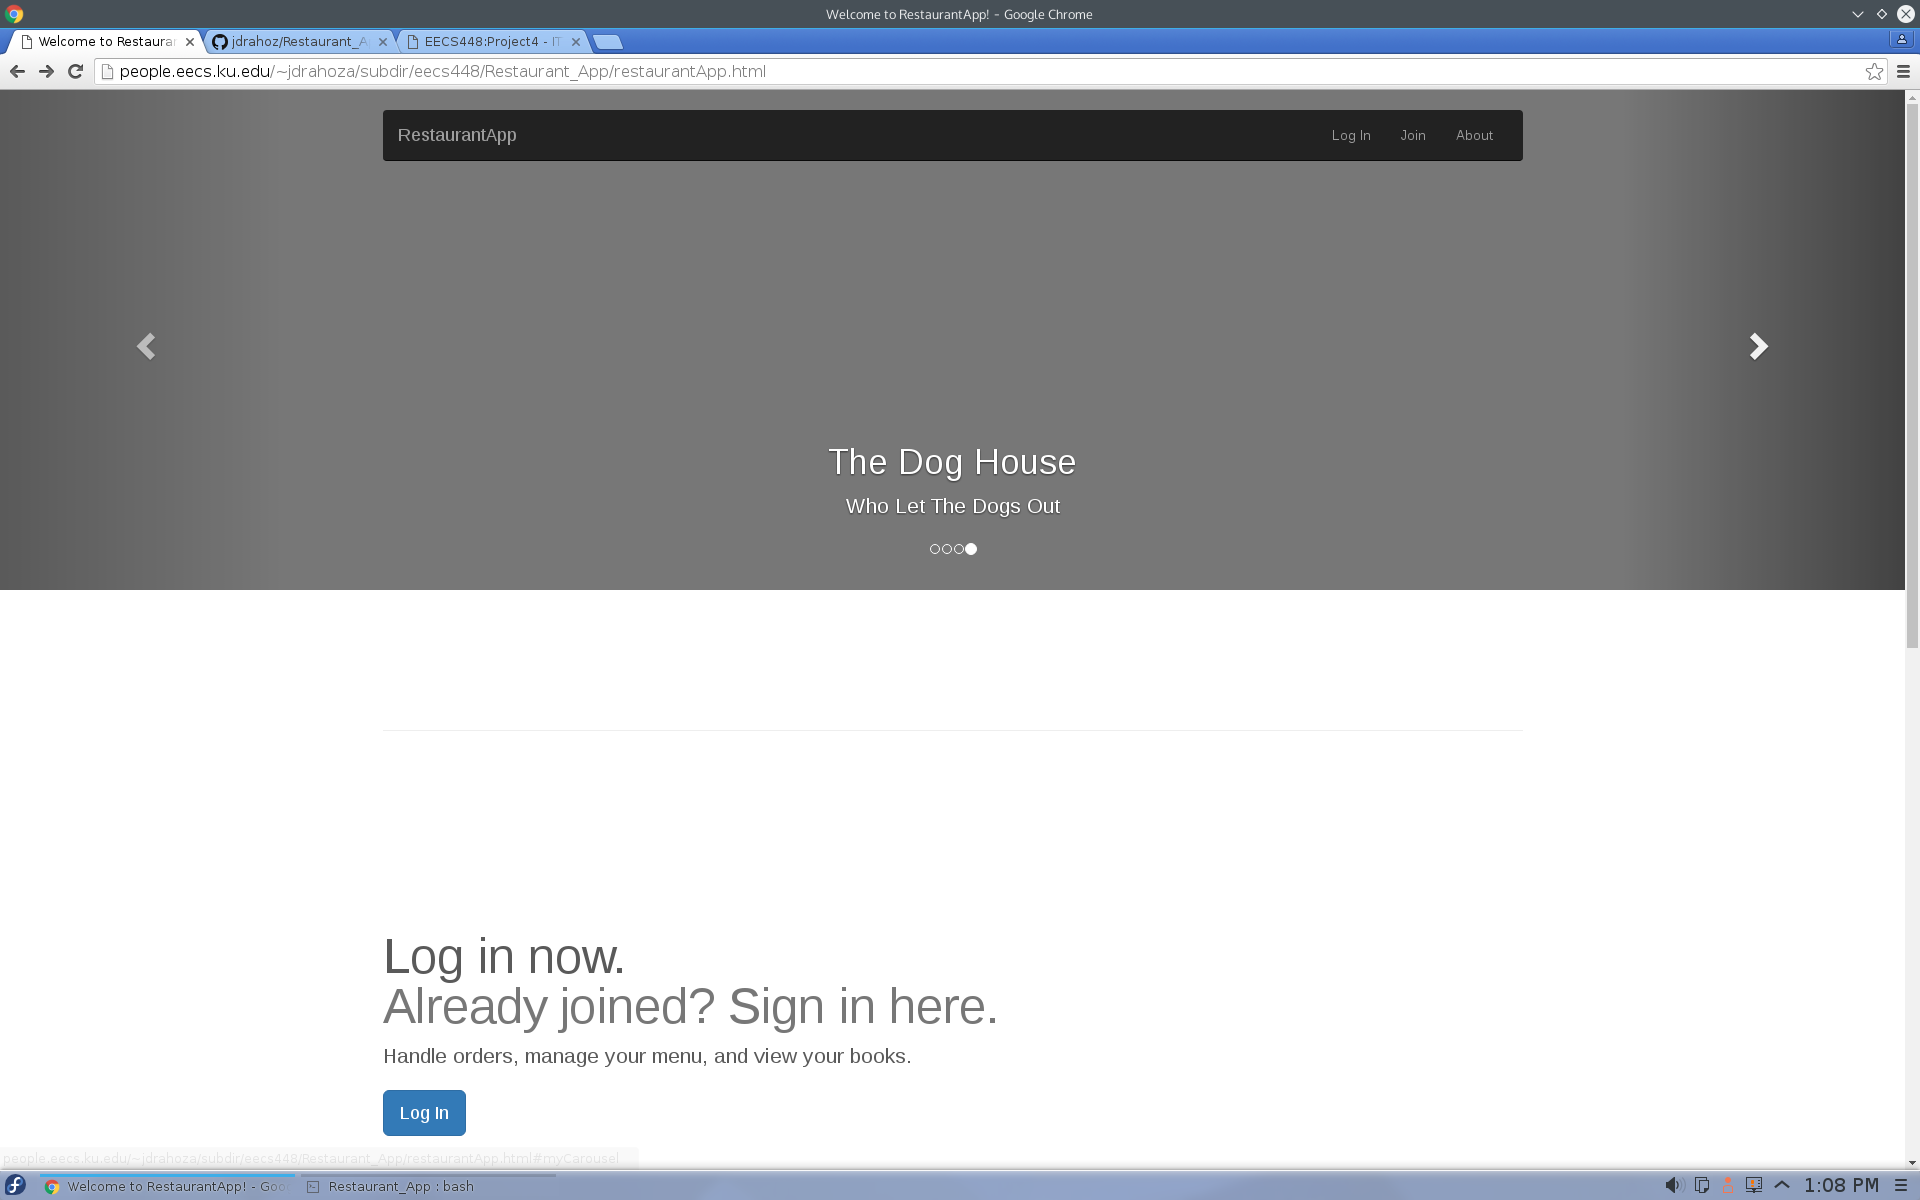 Welcome to RestaurantApp! - Google Chrome
Welcome to Restaurar
jdrahoz/Restaurant_A
EECS448:Project4 - IT
people.eecs.ku.edu/~jdrahoza/subdir/eecs448/Restaurant_App/restaurantApp.html
RestaurantApp
Log In
Join
About
The Dog House
Who Let The Dogs Out
Log in now.
Already joined? Sign in here.
Handle orders, manage your menu, and view your books.
Log In
people.eecs.ku.edu/~jdrahoza/subdir/eecs448/Restaurant_App/restaurantApp.html#myCarousel
Welcome to RestaurantApp! - Goo
Restaurant_App : bash
1:08 PM